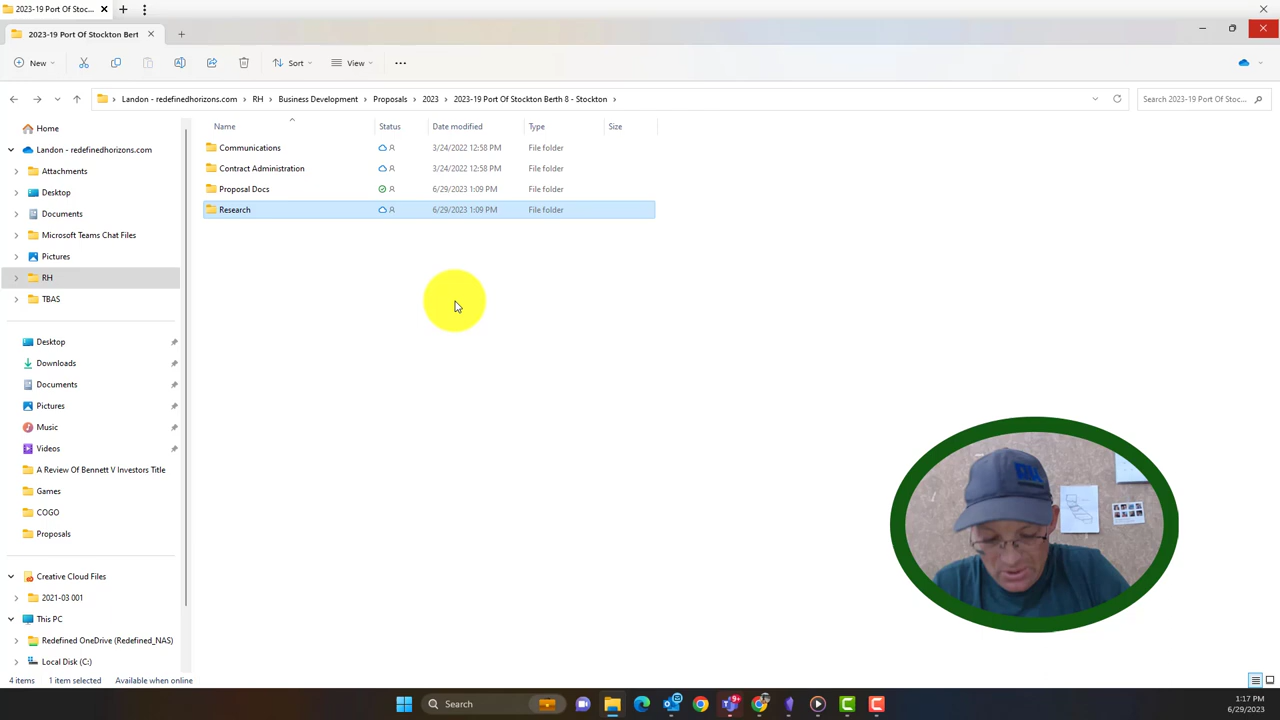 2023-19 Port Of Stoc...
2023-19 Port Of Stockton Bert
New
Sort
View
Landon - redefinedhorizons.com > RH > Business Development > Proposals > 2023 > 2023-19 Port Of Stockton Berth 8 - Stockton >
Search 2023-19 Port Of Stoc...
Name Status Date modified Type Size
Communications 3/24/2022 12:58 PM File folder
Contract Administration 3/24/2022 12:58 PM File folder
Proposal Docs 6/29/2023 1:09 PM File folder
Research 6/29/2023 1:09 PM File folder
Home
Landon - redefinedhorizons.com
Attachments
Desktop
Documents
Microsoft Teams Chat Files
Pictures
RH
TBAS
Desktop
Downloads
Documents
Pictures
Music
Videos
A Review Of Bennett V Investors Title
Games
COGO
Proposals
Creative Cloud Files
2021-03 001
This PC
Redefined OneDrive (Redefined_NAS)
Local Disk (C:)
4 items 1 item selected Available when online
Search
1:17 PM
6/29/2023